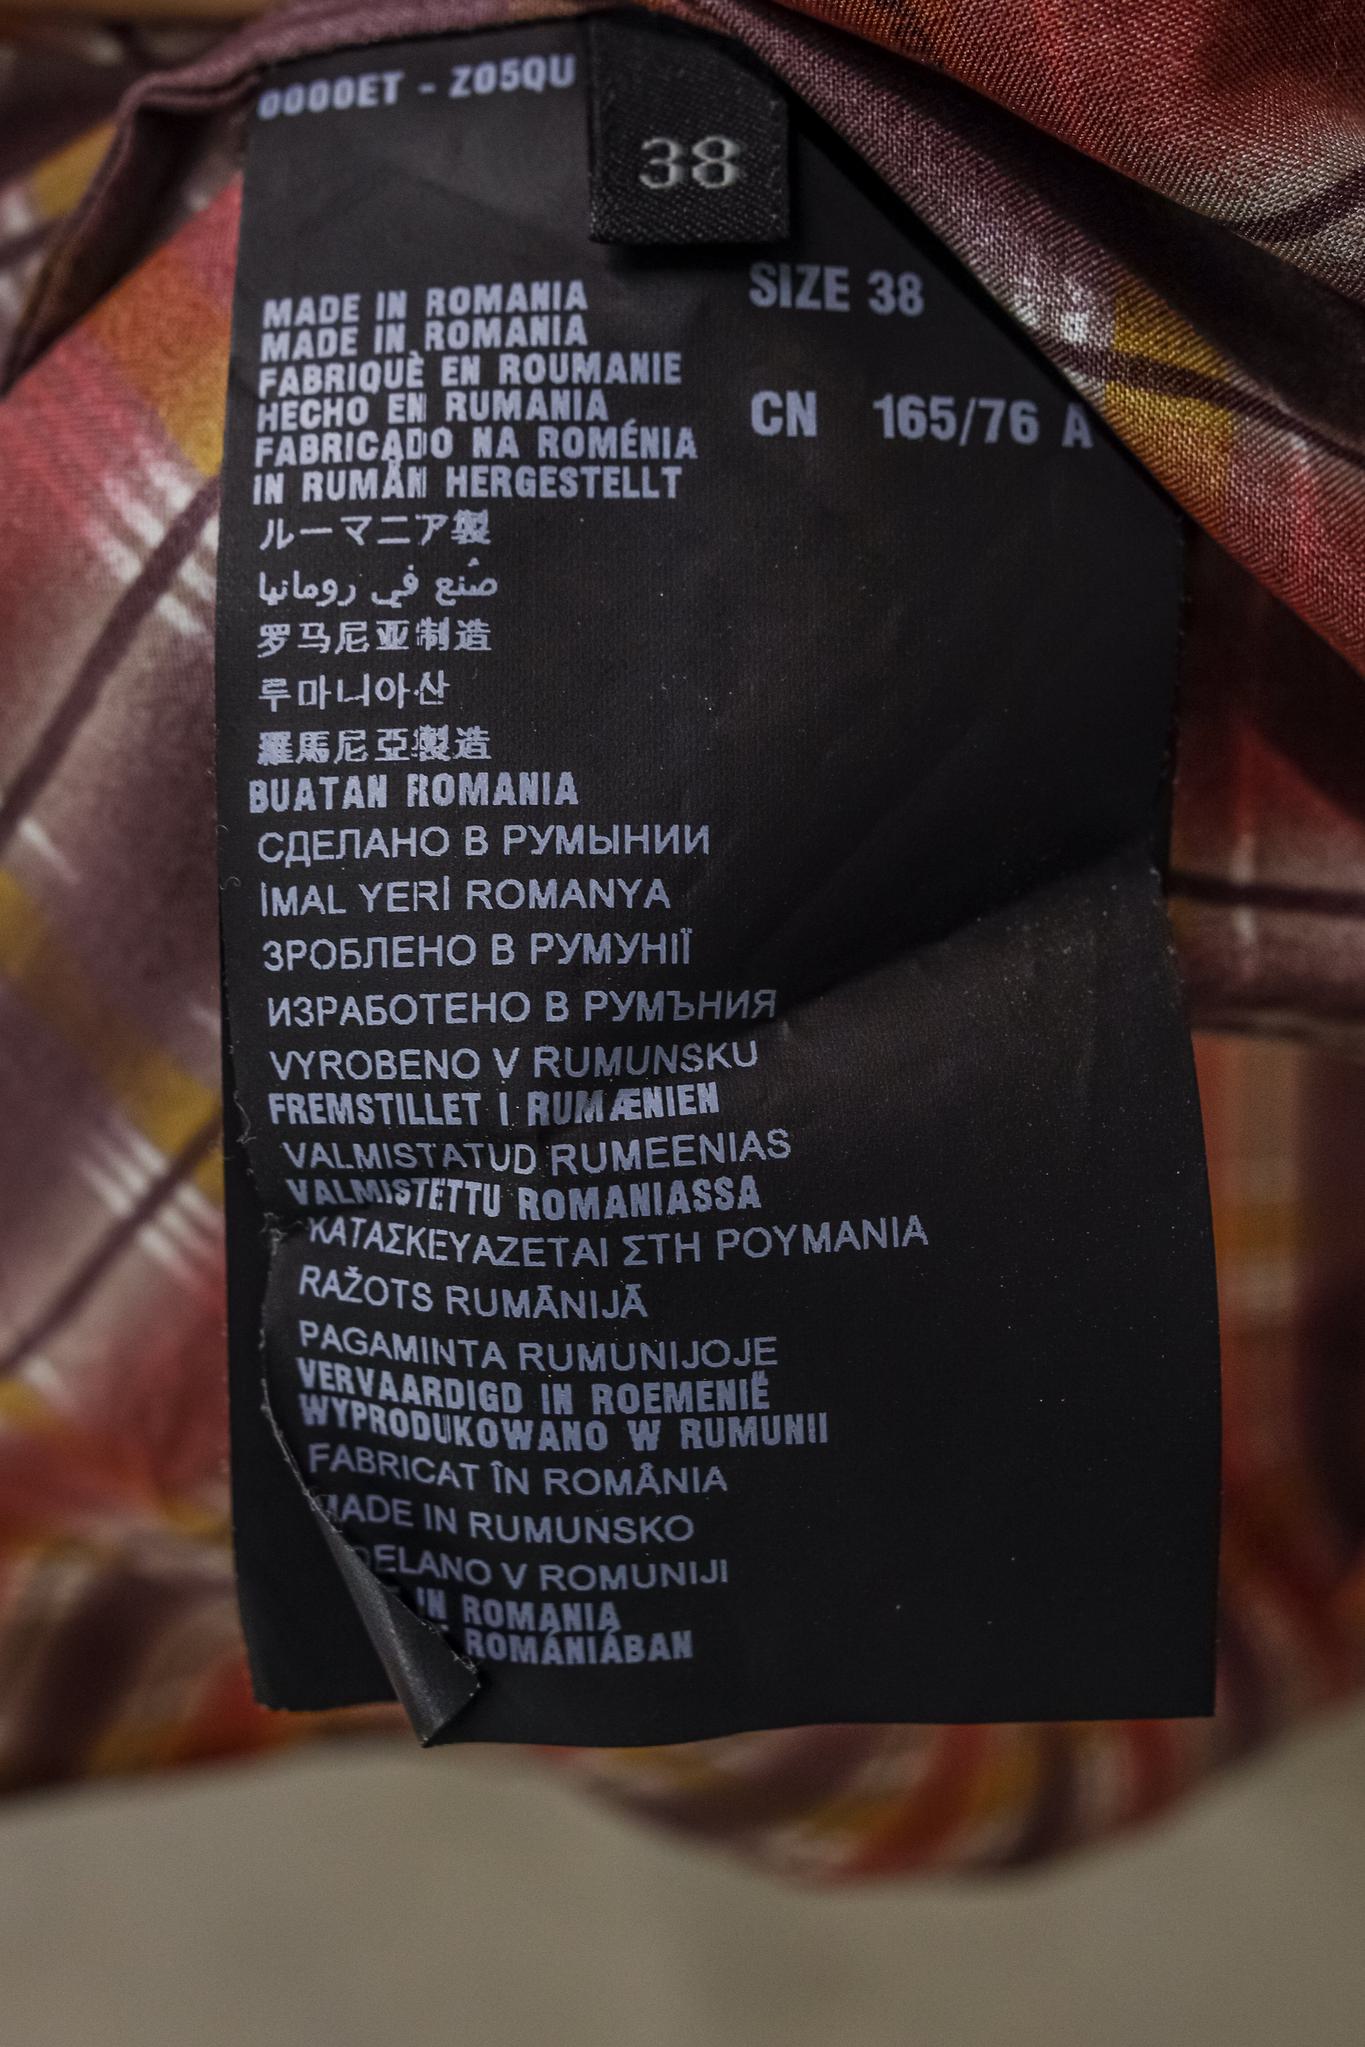 0000ET - Z05QU
38
SIZE 38
CN 165/76 A
MADE IN ROMANIA
MADE IN ROMANIA
FABRIQUÈ EN ROUMANIE
HECHO EN RUMANIA
FABRICADO NA ROMÉNIA
IN RUMÄN HERGESTELLT
ルーマニア製
صُنع في رومانيا
罗马尼亚制造
루마니아산
羅馬尼亞製造
BUATAN ROMANIA
СДЕЛАНО В РУМЫНИИ
İMAL YERİ ROMANYA
ЗРОБЛЕНО В РУМУНІЇ
ИЗРАБОТЕНО В РУМЪНИЯ
VYROBENO V RUMUNSKU
FREMSTILLET I RUMÆNIEN
VALMISTATUD RUMEENIAS
VALMISTETTU ROMANIASSA
ΚΑΤΑΣΚΕΥΑΖΕΤΑΙ ΣΤΗ ΡΟΥΜΑΝΙΑ
RAŽOTS RUMĀNIJĀ
PAGAMINTA RUMUNIJOJE
VERVAARDIGD IN ROEMENIË
WYPRODUKOWANO W RUMUNII
FABRICAT ÎN ROMÂNIA
MADE IN RUMUNSKO
V ROMUNIJI
IN ROMANIA
ROMÁNIÁBAN